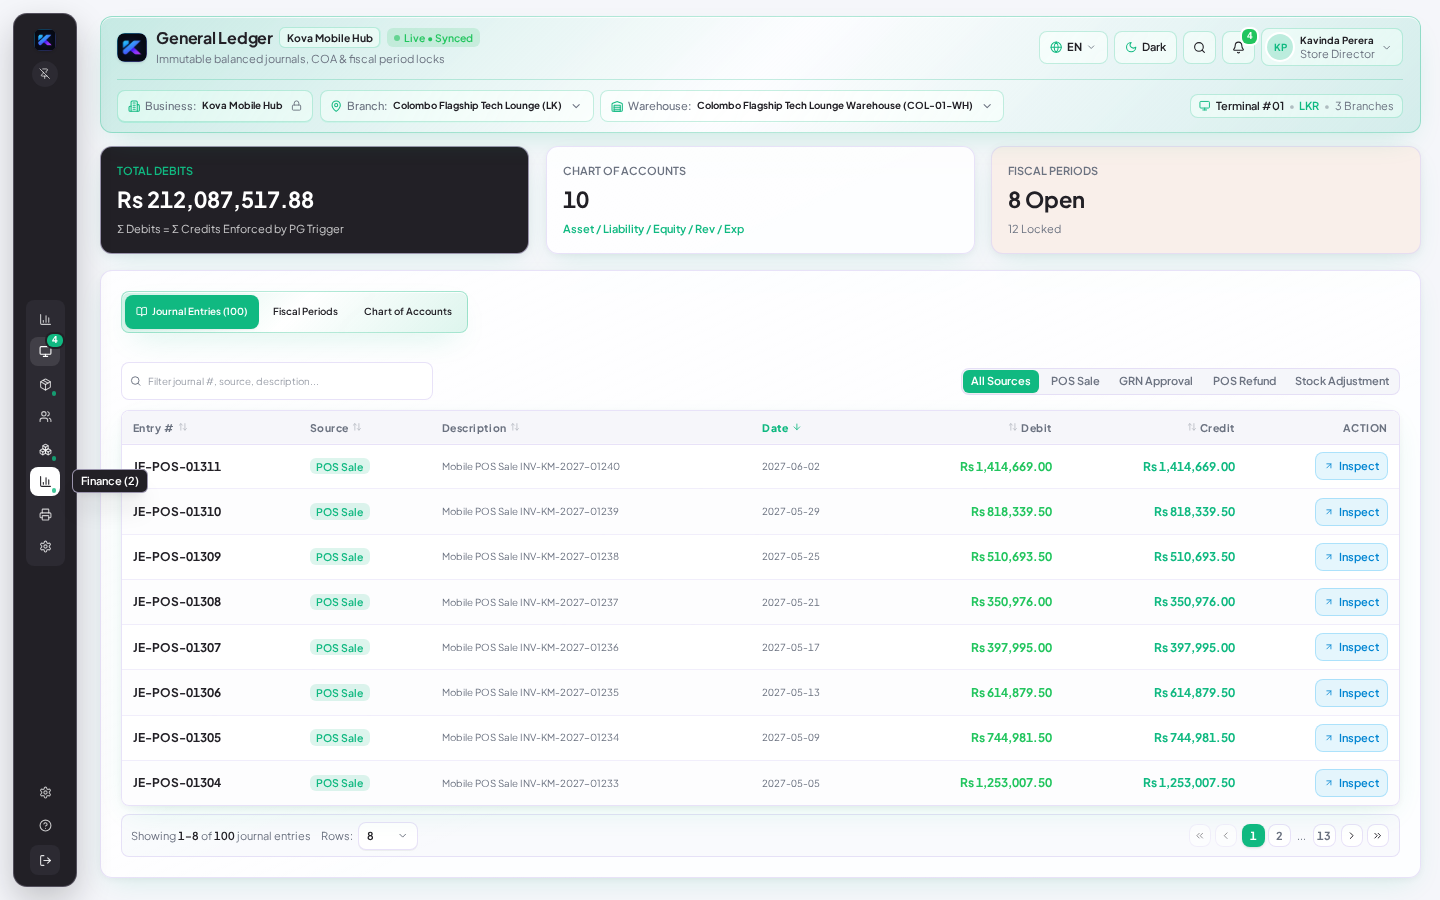 General Ledger Kova Mobile Hub Live • Synced
Immutable balanced journals, COA & fiscal period locks
EN Dark 4 KP Kavinda Perera
Store Director
Business: Kova Mobile Hub Branch: Colombo Flagship Tech Lounge (LK) Warehouse: Colombo Flagship Tech Lounge Warehouse (COL-01-WH) Terminal #01 • LKR • 3 Branches
TOTAL DEBITS
Rs 212,087,517.88
Σ Debits = Σ Credits Enforced by PG Trigger
CHART OF ACCOUNTS
10
Asset / Liability / Equity / Rev / Exp
FISCAL PERIODS
8 Open
12 Locked
4
Finance (2)
Journal Entries (100) Fiscal Periods Chart of Accounts
Filter journal #, source, description...
All Sources POS Sale GRN Approval POS Refund Stock Adjustment
Entry # Source Description Date Debit Credit ACTION
JE-POS-01311 POS Sale Mobile POS Sale INV-KM-2027-01240 2027-06-02 Rs 1,414,669.00 Rs 1,414,669.00 Inspect
JE-POS-01310 POS Sale Mobile POS Sale INV-KM-2027-01239 2027-05-29 Rs 818,339.50 Rs 818,339.50 Inspect
JE-POS-01309 POS Sale Mobile POS Sale INV-KM-2027-01238 2027-05-25 Rs 510,693.50 Rs 510,693.50 Inspect
JE-POS-01308 POS Sale Mobile POS Sale INV-KM-2027-01237 2027-05-21 Rs 350,976.00 Rs 350,976.00 Inspect
JE-POS-01307 POS Sale Mobile POS Sale INV-KM-2027-01236 2027-05-17 Rs 397,995.00 Rs 397,995.00 Inspect
JE-POS-01306 POS Sale Mobile POS Sale INV-KM-2027-01235 2027-05-13 Rs 614,879.50 Rs 614,879.50 Inspect
JE-POS-01305 POS Sale Mobile POS Sale INV-KM-2027-01234 2027-05-09 Rs 744,981.50 Rs 744,981.50 Inspect
JE-POS-01304 POS Sale Mobile POS Sale INV-KM-2027-01233 2027-05-05 Rs 1,253,007.50 Rs 1,253,007.50 Inspect
Showing 1–8 of 100 journal entries Rows: 8 « ‹ 1 2 ... 13 › »